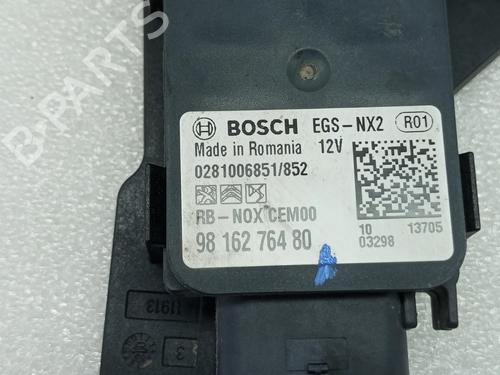 B-Parts
BOSCH EGS-NX2 R01
Made in Romania 12V
0281006851/852
RB-NOX CEM00
98 162 764 80
10 13705
03298
11913
3